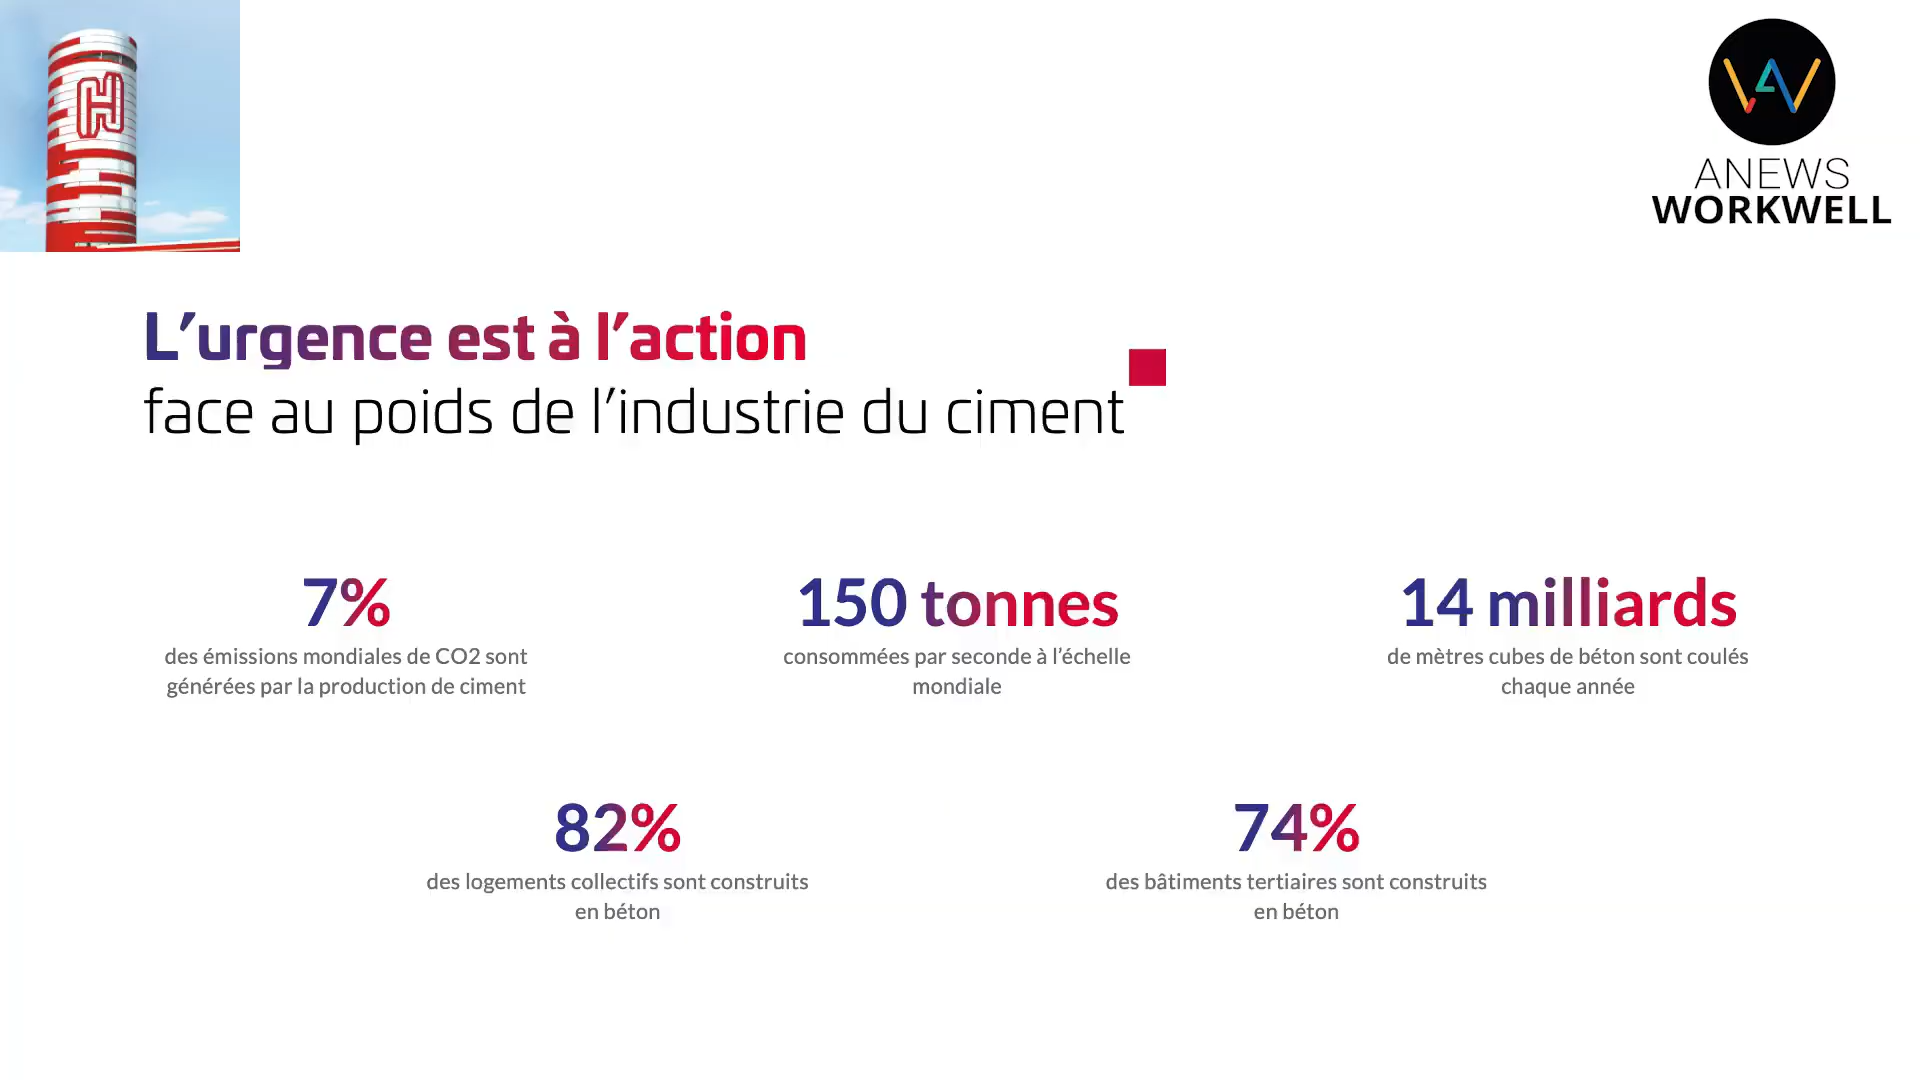 ANEWS
WORKWELL
L'urgence est à l'action
face au poids de l'industrie du ciment
7%
des émissions mondiales de CO2 sont
générées par la production de ciment
150 tonnes
consommées par seconde à l'échelle
mondiale
14 milliards
de mètres cubes de béton sont coulés
chaque année
82%
des logements collectifs sont construits
en béton
74%
des bâtiments tertiaires sont construits
en béton